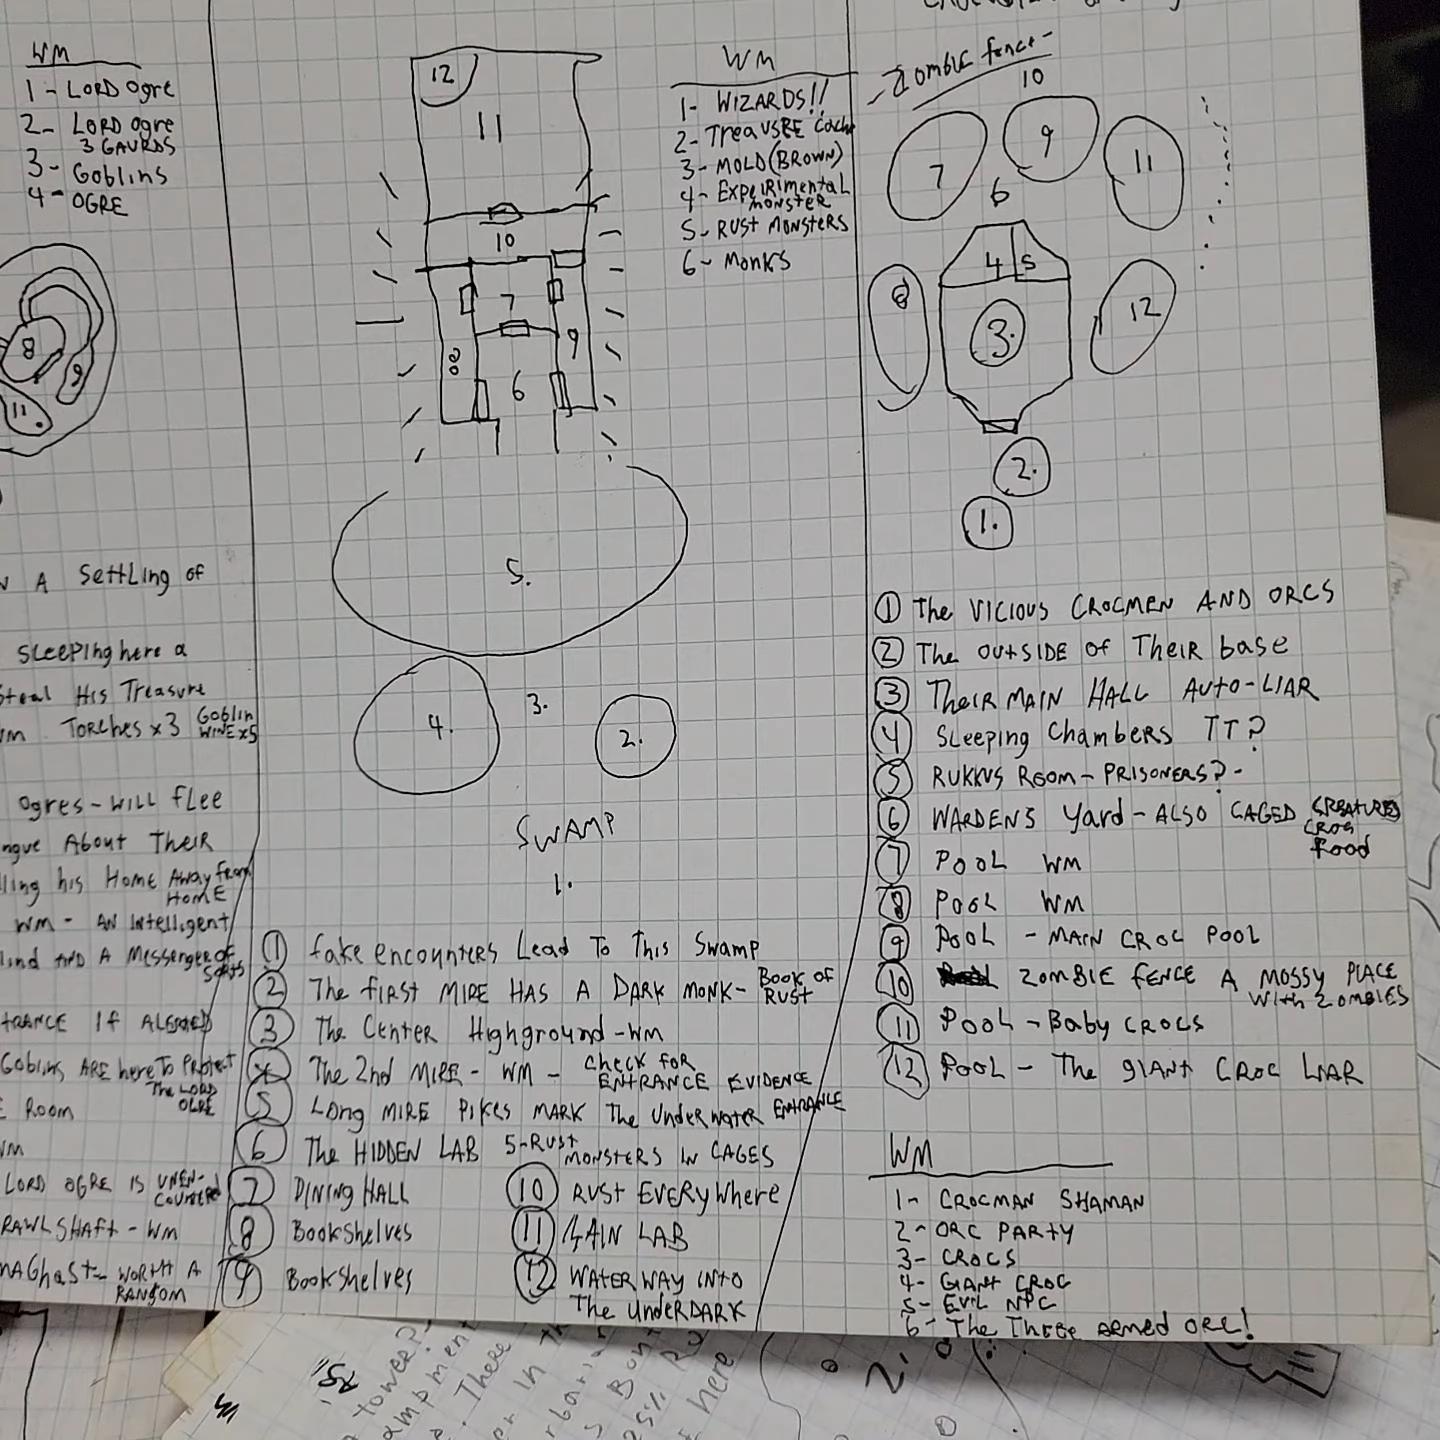 WM
1 - LORD Ogre
2 - LORD Ogre
3 GAURDS
3 - Goblins
4 - OGRE
8
9
11
A SettLING of
SLeePINg here a
Steal His Treasure
TORches x 3 Goblin
WINE x5
Ogres - WILL fLEE
About Their
his Home Away from
HOME
WM - AN INtelligent
AND A Messenger of
Sorts
If ALERTED
Goblins ARE here To Protect
The LORD
OGRE
Room
LORD OGRE IS UNEN-
COUNTERED
Shaft - WM
WORTH A
RANSOM
12
11
10
7
8
9
6
5.
4.
3.
2.
SWAMP
1.
WM
1- WIZARDS!!
2- TreausRE Cache
3- MOLD (BROWN)
4- ExpeiRimental
monster
5- RUST MONSTERS
6- Monks
① fake encounters Lead To This Swamp
② The fIRST MIRE HAS A DARK MONK - BOOK OF
RUST
③ The Center Highground - WM
The 2nd MIRE - WM - Check FOR
ENTRANCE EVIDENCE
⑤ LONG MIRE PIKES MARK The Underwater ENTRANCE
⑥ The HIDDEN LAB 5-Rust
MONSTERS IN CAGES
⑦ DINING HALL
⑧ Bookshelves
⑨ Bookshelves
⑩ RUST EVERYWhere
⑪ MAIN LAB
⑫ WATERWAY INTO
The UnderDARK
-Zombie fence-
10
7
9
11
6
4
5
8
3.
12
2.
1.
① The VICIOUS CROCMEN AND ORCS
② The OUtSIDE of TheiR base
③ TheiR MAIN HALL AUTO-LIAR
④ SLeeping Chambers TT?
⑤ RUKKUS ROOM - PRISONERS? -
⑥ WARDENS Yard - ALSO CAGED CREATURES
CROC
food
⑦ POOL WM
⑧ POOL WM
⑨ POOL - MAIN CROC POOL
⑩ ZOMBIE FENCE A MOSSY PLACE
With ZOMBIES
⑪ POOL - Baby CROCS
⑫ POOL - The GIANT CROC LIAR
WM
1- CROCMAN SHAMAN
2- ORC PARTY
3- CROCS
4- GIANT CROC
5- EVIL NPC
6- The Three armed ORC!
tower?
There
2.
25%
here